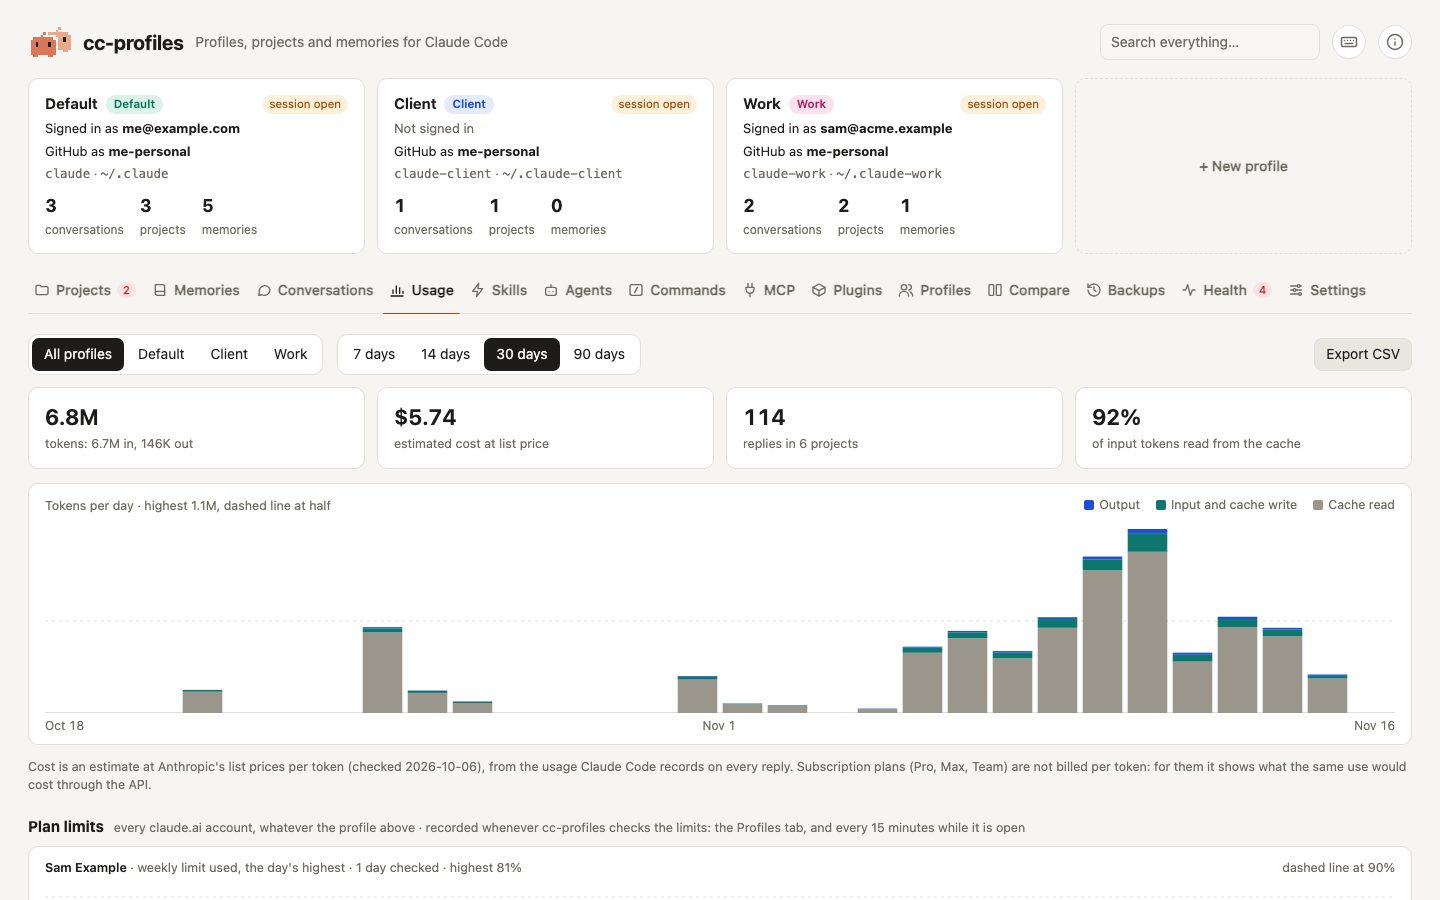 cc-profiles Profiles, projects and memories for Claude Code
Search everything...
Default Default session open
Signed in as me@example.com
GitHub as me-personal
claude · ~/.claude
3 3 5
conversations projects memories
Client Client session open
Not signed in
GitHub as me-personal
claude-client · ~/.claude-client
1 1 0
conversations projects memories
Work Work session open
Signed in as sam@acme.example
GitHub as me-personal
claude-work · ~/.claude-work
2 2 1
conversations projects memories
+ New profile
Projects 2 Memories Conversations Usage Skills Agents Commands MCP Plugins Profiles Compare Backups Health 4 Settings
All profiles Default Client Work 7 days 14 days 30 days 90 days Export CSV
6.8M
tokens: 6.7M in, 146K out
$5.74
estimated cost at list price
114
replies in 6 projects
92%
of input tokens read from the cache
Tokens per day · highest 1.1M, dashed line at half
Output Input and cache write Cache read
Oct 18 Nov 1 Nov 16
Cost is an estimate at Anthropic's list prices per token (checked 2026-10-06), from the usage Claude Code records on every reply. Subscription plans (Pro, Max, Team) are not billed per token: for them it shows what the same use would
cost through the API.
Plan limits every claude.ai account, whatever the profile above · recorded whenever cc-profiles checks the limits: the Profiles tab, and every 15 minutes while it is open
Sam Example · weekly limit used, the day's highest · 1 day checked · highest 81% dashed line at 90%